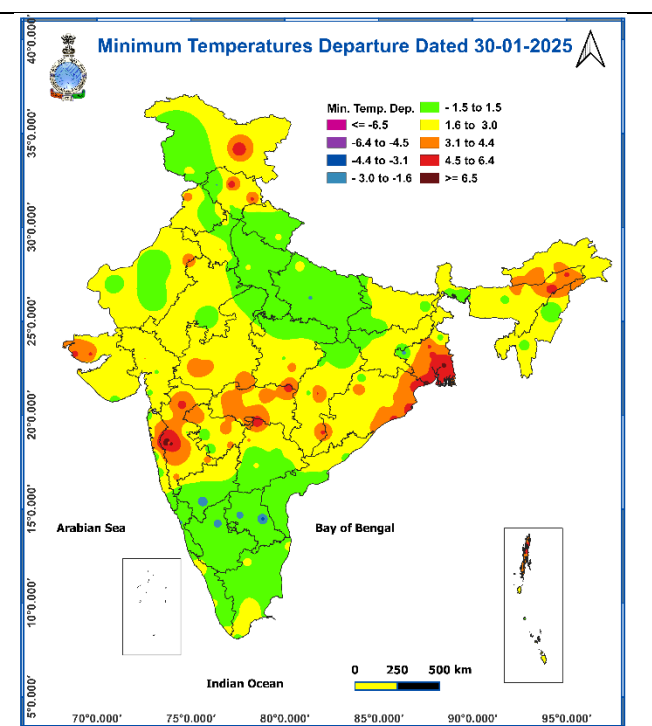 Minimum Temperatures Departure Dated 30-01-2025
Min. Temp. Dep.
<= -6.5
-6.4 to -4.5
-4.4 to -3.1
- 3.0 to -1.6
- 1.5 to 1.5
1.6 to 3.0
3.1 to 4.4
4.5 to 6.4
>= 6.5
40°0.000'
35°0.000'
30°0.000'
25°0.000'
20°0.000'
15°0.000'
10°0.000'
5°0.000'
Arabian Sea
Bay of Bengal
Indian Ocean
0 250 500 km
70°0.000' 75°0.000' 80°0.000' 85°0.000' 90°0.000' 95°0.000'